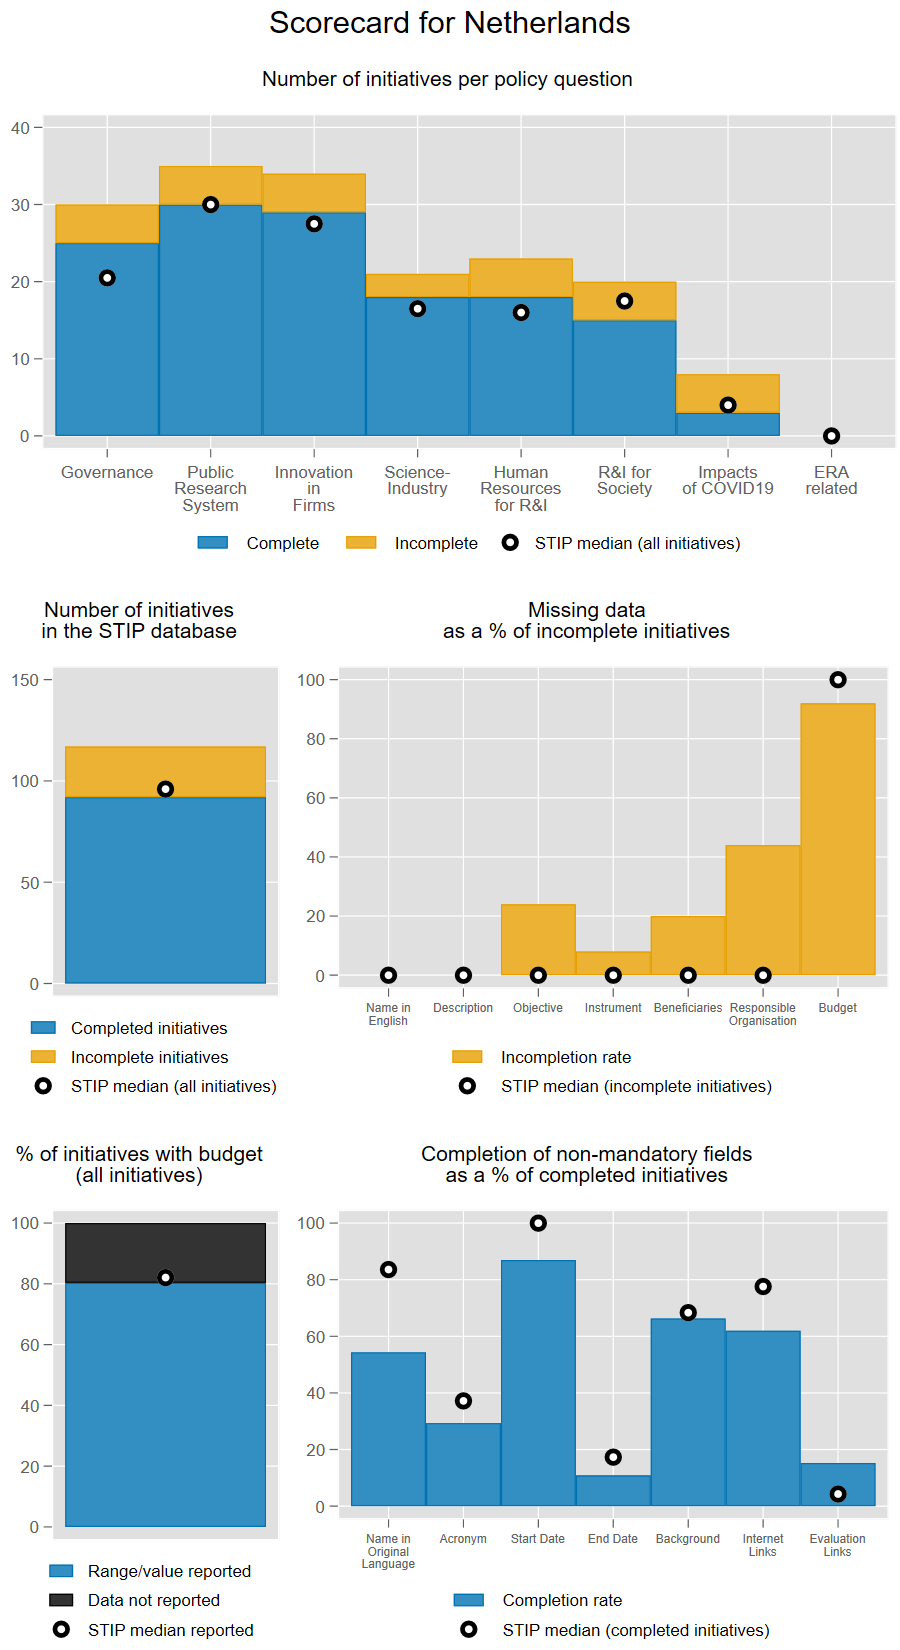 Scorecard for Netherlands
Number of initiatives per policy question
40
30
20
10
0
Governance
Public
Research
System
Innovation
in
Firms
Science-
Industry
Human
Resources
for R&I
R&I for
Society
Impacts
of COVID19
ERA
related
Complete
Incomplete
STIP median (all initiatives)
Number of initiatives
in the STIP database
150
100
50
0
Completed initiatives
Incomplete initiatives
STIP median (all initiatives)
Missing data
as a % of incomplete initiatives
100
80
60
40
20
0
Name in
English
Description
Objective
Instrument
Beneficiaries
Responsible
Organisation
Budget
Incompletion rate
STIP median (incomplete initiatives)
% of initiatives with budget
(all initiatives)
100
80
60
40
20
0
Range/value reported
Data not reported
STIP median reported
Completion of non-mandatory fields
as a % of completed initiatives
100
80
60
40
20
0
Name in
Original
Language
Acronym
Start Date
End Date
Background
Internet
Links
Evaluation
Links
Completion rate
STIP median (completed initiatives)